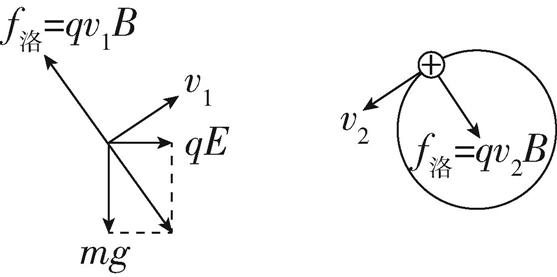 f洛=qv₁B
v₁
qE
mg
v₂
f洛=qv₂B